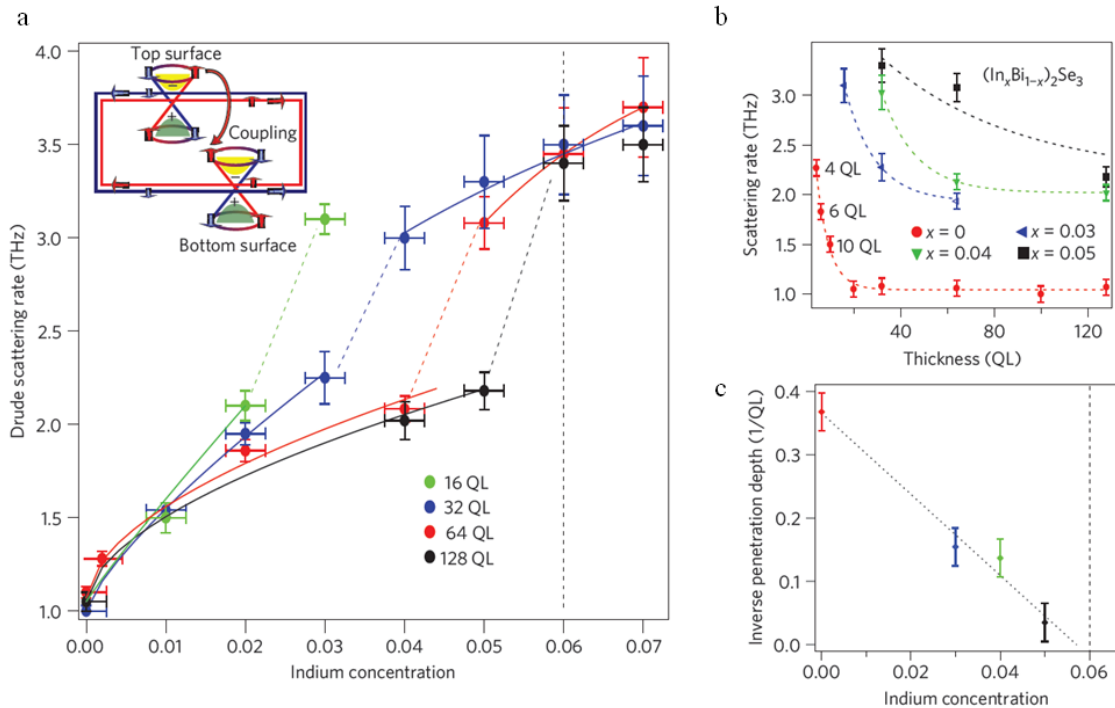 a
Top surface
Coupling
Bottom surface
Drude scattering rate (THz)
4.0
3.5
3.0
2.5
2.0
1.5
1.0
16 QL
32 QL
64 QL
128 QL
0.00 0.01 0.02 0.03 0.04 0.05 0.06 0.07
Indium concentration
b
(InxBi1−x)2Se3
Scattering rate (THz)
3.0
2.5
2.0
1.5
1.0
4 QL
6 QL
10 QL
x = 0 x = 0.03
x = 0.04 x = 0.05
40 80 120
Thickness (QL)
c
Inverse penetration depth (1/QL)
0.4
0.3
0.2
0.1
0.0
0.00 0.02 0.04 0.06
Indium concentration